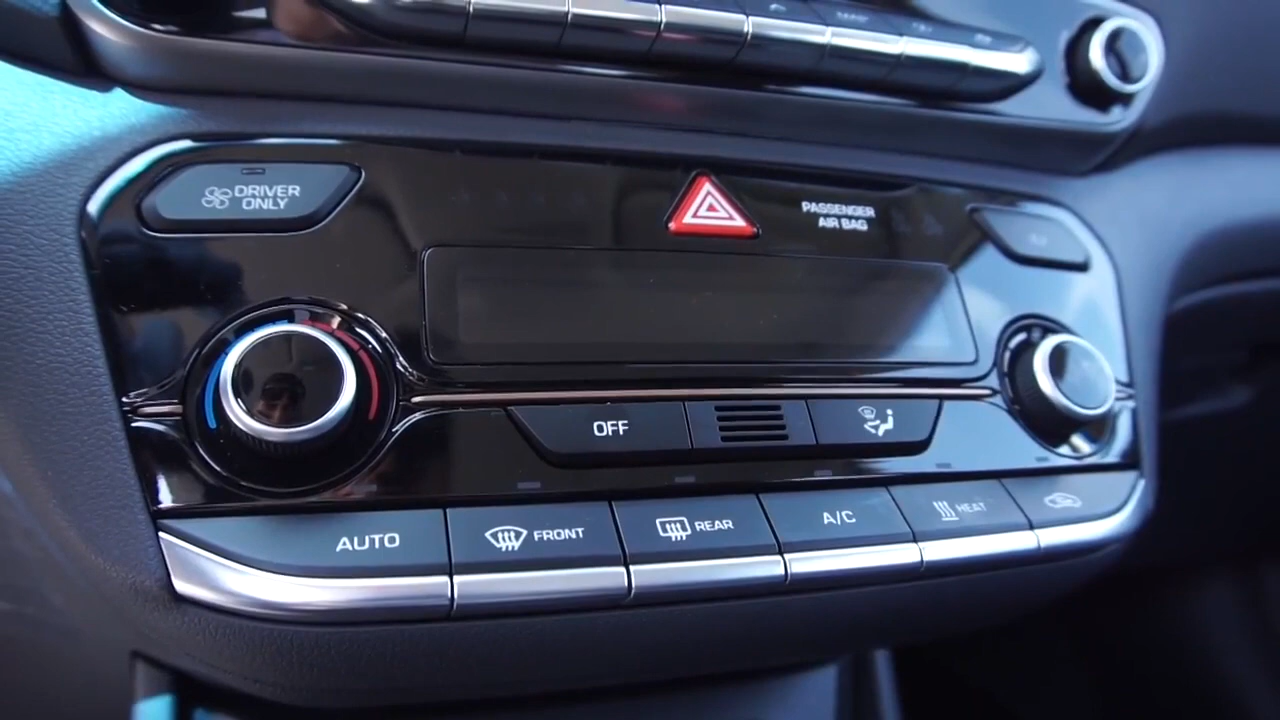 DRIVER
ONLY
PASSENGER
AIR BAG
OFF
AUTO
FRONT
REAR
A/C
HEAT